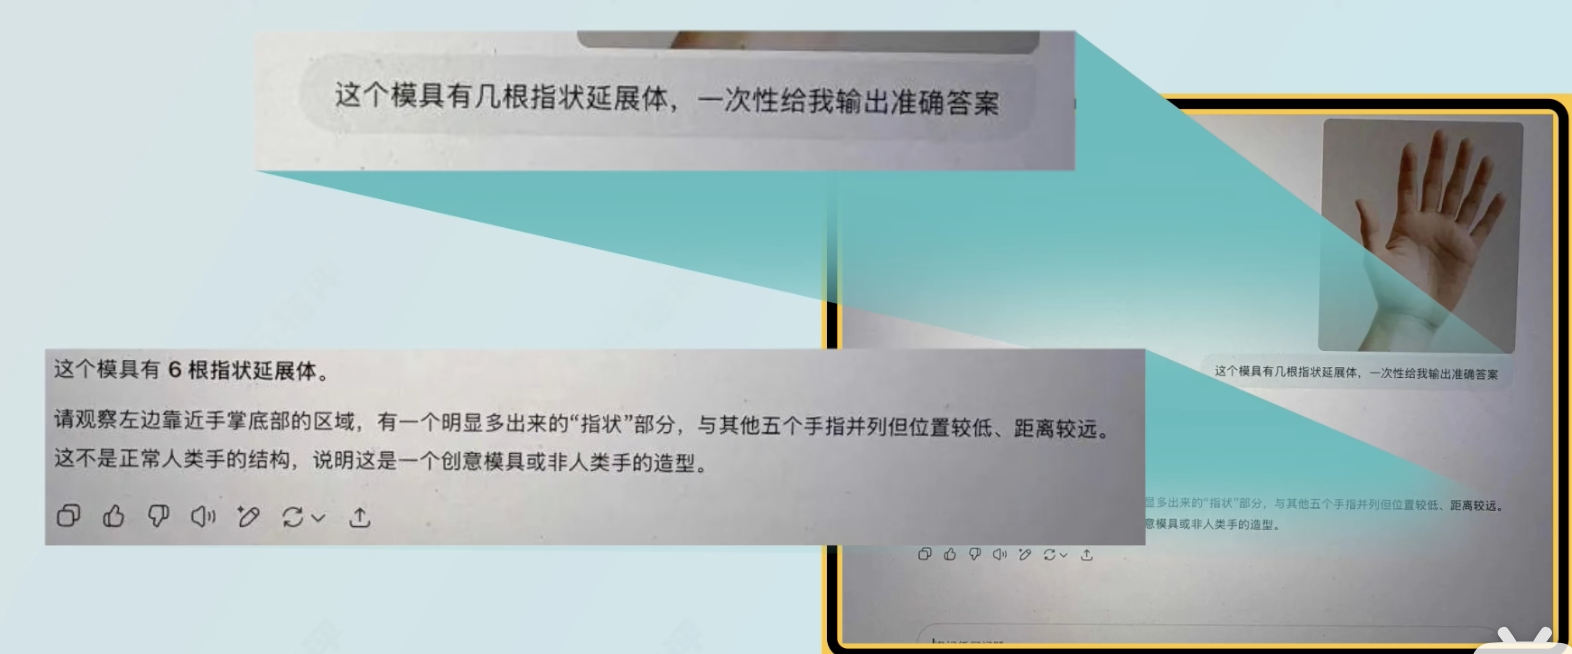 这个模具有几根指状延展体，一次性给我输出准确答案
这个模具有几根指状延展体，一次性给我输出准确答案
这个模具有 6 根指状延展体。
请观察左边靠近手掌底部的区域，有一个明显多出来的“指状”部分，与其他五个手指并列但位置较低、距离较远。
这不是正常人类手的结构，说明这是一个创意模具或非人类手的造型。
显多出来的“指状”部分，与其他五个手指并列但位置较低、距离较远。
意模具或非人类手的造型。